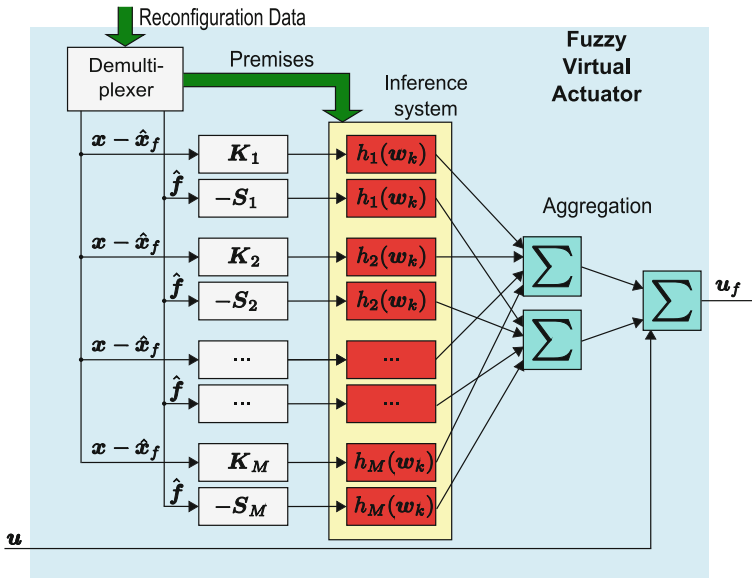 Reconfiguration Data
Fuzzy
Virtual
Actuator
Demulti-
plexer
Premises
Inference
system
x − x̂_f
K_1
h_1(w_k)
f̂
−S_1
h_1(w_k)
Aggregation
x − x̂_f
K_2
h_2(w_k)
∑
f̂
−S_2
h_2(w_k)
∑
u_f
x − x̂_f
...
...
∑
f̂
...
...
x − x̂_f
K_M
h_M(w_k)
f̂
−S_M
h_M(w_k)
u